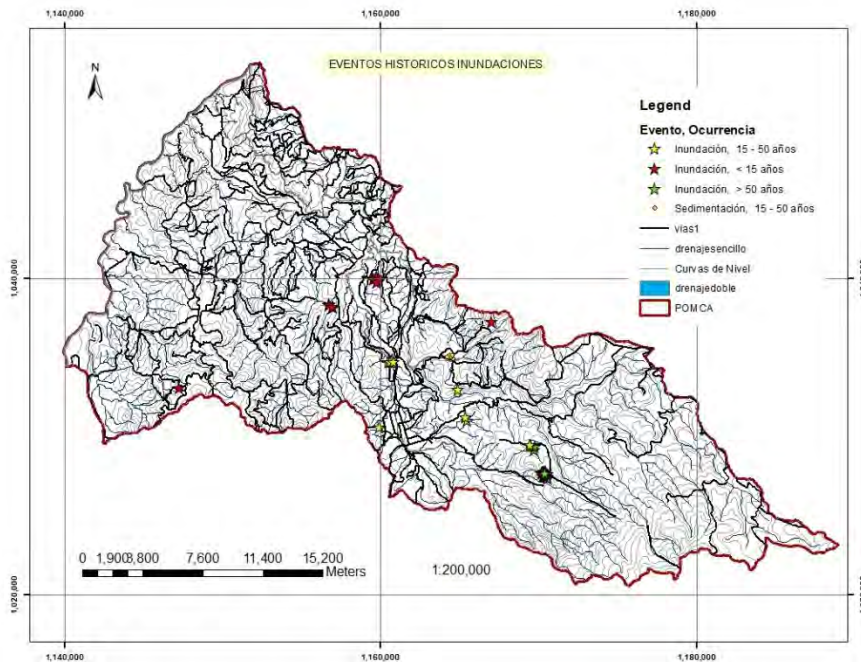 1,140,000 1,160,000 1,180,000
EVENTOS HISTORICOS INUNDACIONES
N
Legend
Evento, Ocurrencia
Inundación, 15 - 50 años
Inundación, < 15 años
Inundación, > 50 años
Sedimentación, 15 - 50 años
vias1
drenajesencillo
Curvas de Nivel
drenajedoble
POMCA
1,040,000
0 1,9003,800 7,600 11,400 15,200
Meters
1:200,000
1,020,000
1,140,000 1,160,000 1,180,000